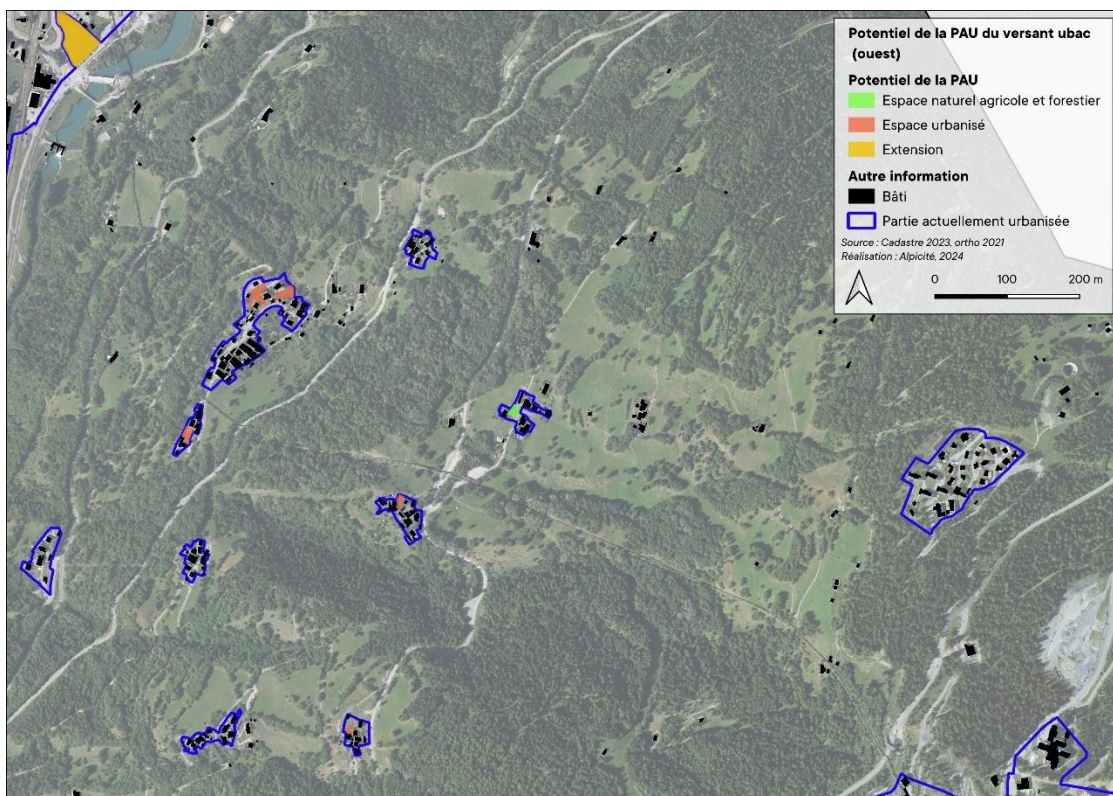 Potentiel de la PAU du versant ubac
(ouest)
Potentiel de la PAU
Espace naturel agricole et forestier
Espace urbanisé
Extension
Autre information
Bâti
Partie actuellement urbanisée
Source : Cadastre 2023, ortho 2021
Réalisation : Alpicité, 2024
0 100 200 m